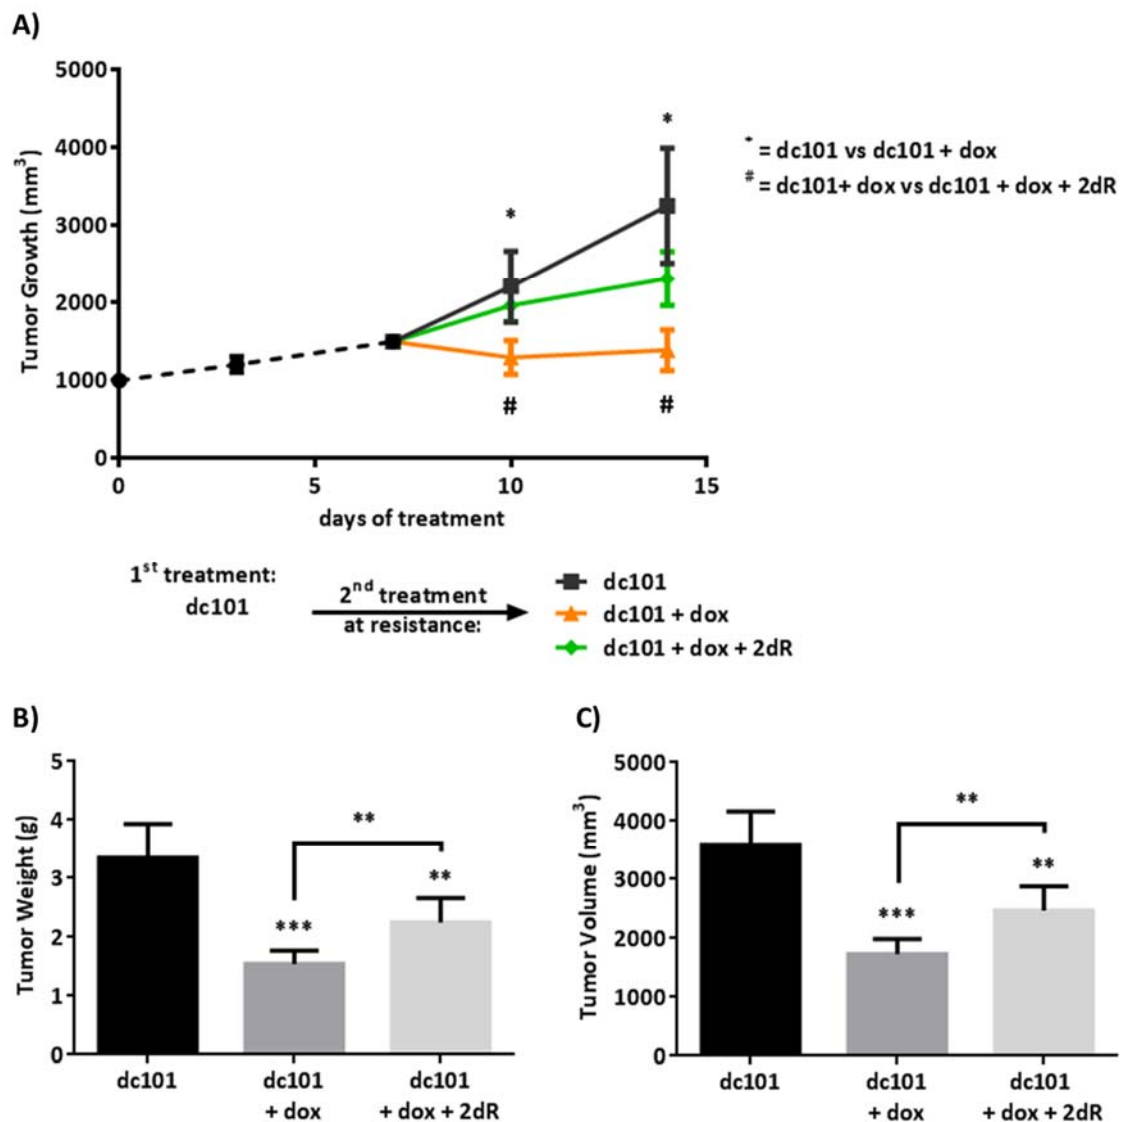 A)
5000
4000
3000
2000
1000
0
Tumor Growth (mm3)
*
*
#
#
0 5 10 15
days of treatment
* = dc101 vs dc101 + dox
# = dc101+ dox vs dc101 + dox + 2dR
1st treatment:
dc101
2nd treatment
at resistance:
dc101
dc101 + dox
dc101 + dox + 2dR
B)
5
4
3
2
1
0
Tumor Weight (g)
**
***
**
dc101
dc101
+ dox
dc101
+ dox + 2dR
C)
5000
4000
3000
2000
1000
0
Tumor Volume (mm3)
**
***
**
dc101
dc101
+ dox
dc101
+ dox + 2dR